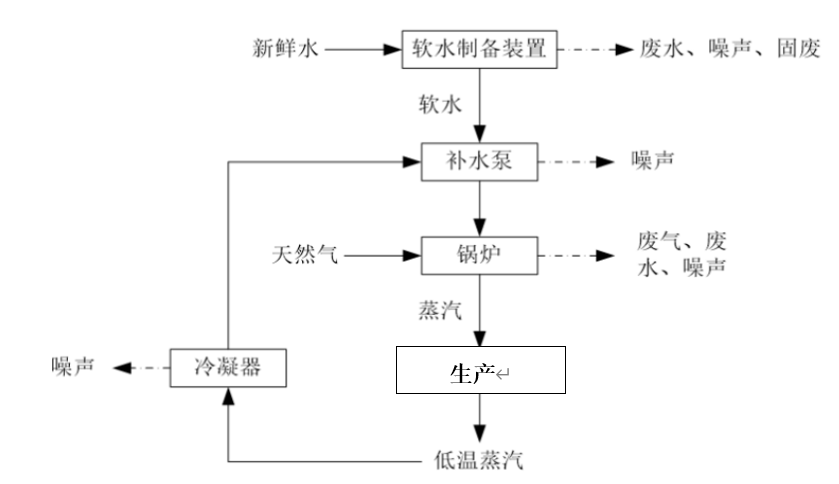 新鲜水
软水制备装置
废水、噪声、固废
软水
补水泵
噪声
天然气
锅炉
废气、废
水、噪声
蒸汽
噪声
冷凝器
生产↵
低温蒸汽